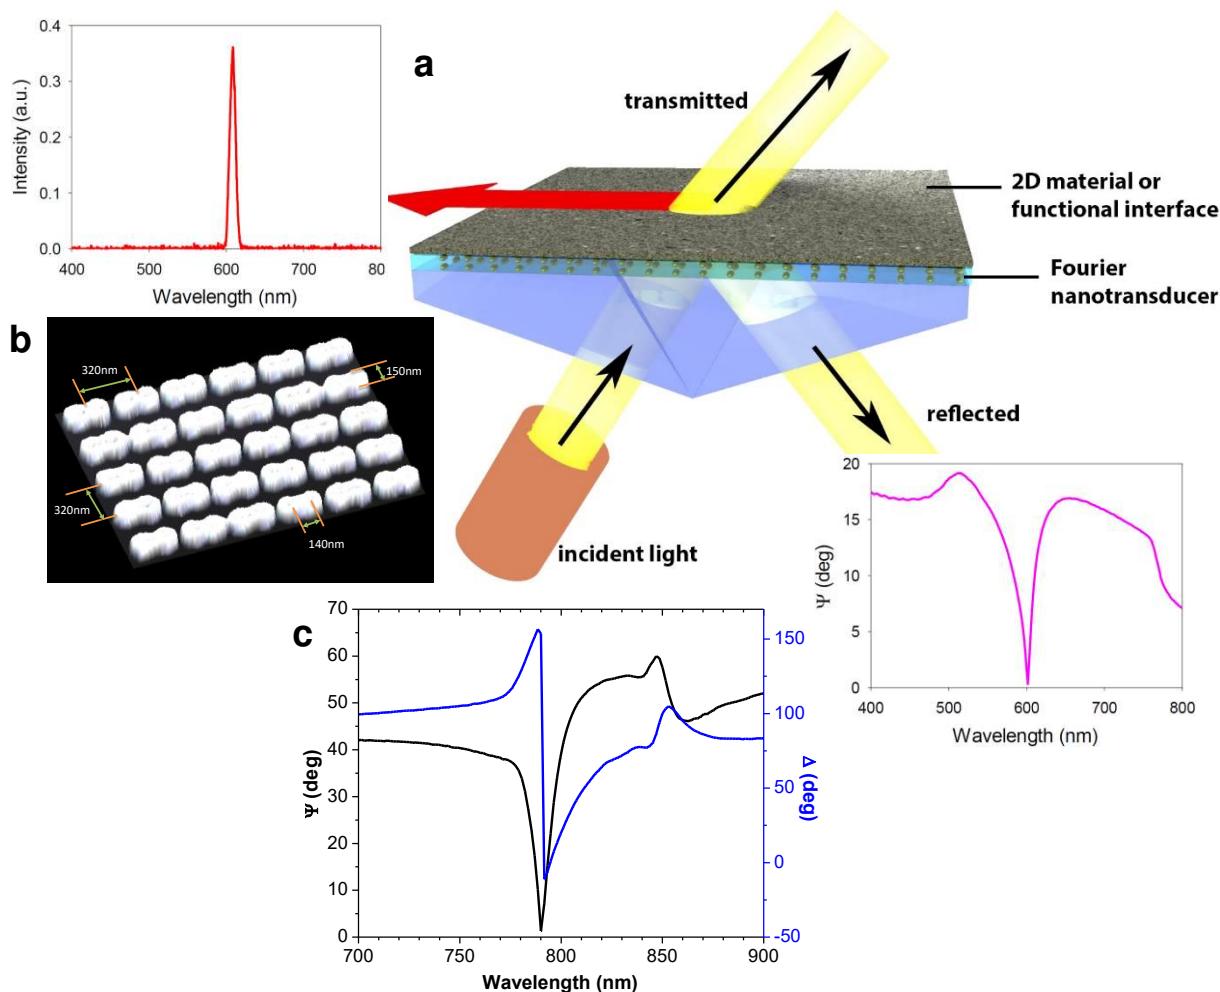 a
0.4
0.3
0.2
0.1
0.0
Intensity (a.u.)
400 500 600 700 80
Wavelength (nm)
transmitted
2D material or
functional interface
Fourier
nanotransducer
reflected
incident light
b
320nm
150nm
320nm
140nm
20
15
10
5
0
Ψ (deg)
400 500 600 700 800
Wavelength (nm)
c
70
60
50
40
30
20
10
0
Ψ (deg)
150
100
50
0
-50
Δ (deg)
700 750 800 850 900
Wavelength (nm)